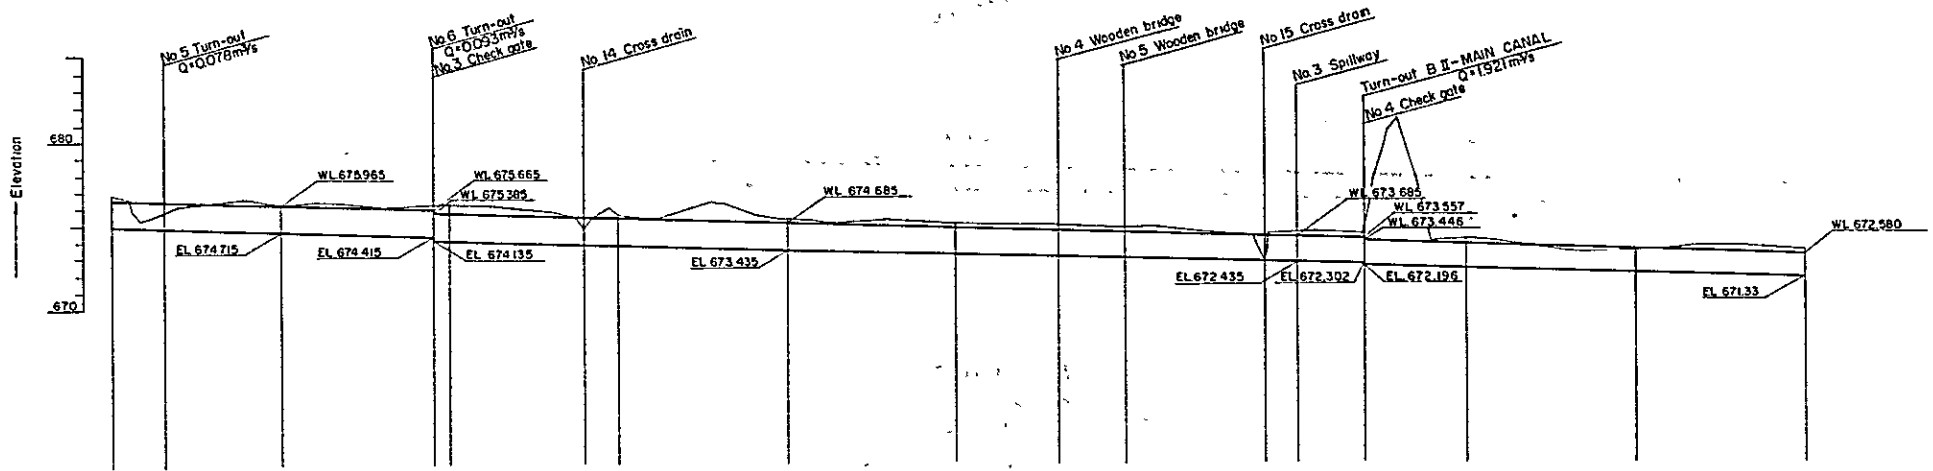 No.5 Turn-out
Q=0.078m³/s
No.6 Turn-out
Q=0.093m³/s
No.3 Check gate
No.14 Cross drain
No.4 Wooden bridge
No.5 Wooden bridge
No.15 Cross drain
No.3 Spillway
Turn-out B II-MAIN CANAL
Q=1.921m³/s
No.4 Check gate
Elevation
680
670
WL 675.965
WL 675.665
WL 675.385
WL 674.685
WL 673.685
WL 673.557
WL 673.446
WL 672.580
EL 674.715
EL 674.415
EL 674.135
EL 673.435
EL 672.435
EL 672.302
EL 672.196
EL 671.33